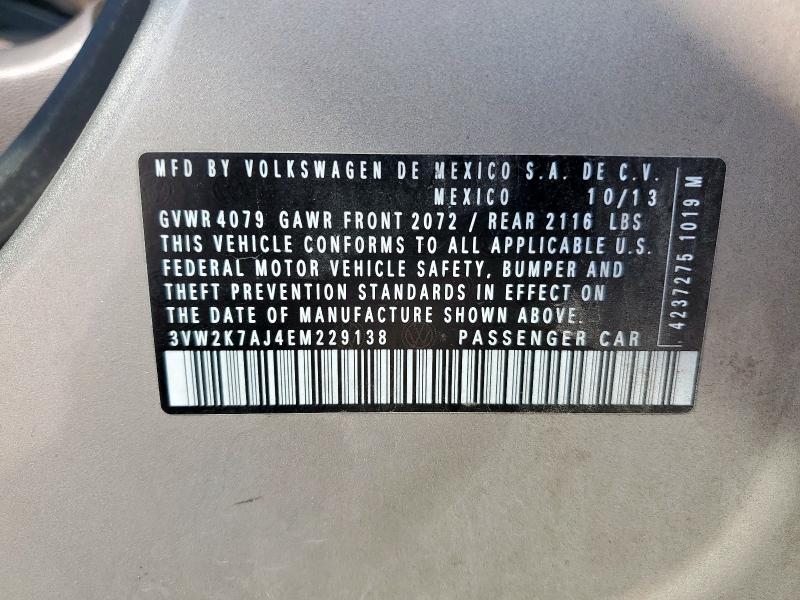 MFD BY VOLKSWAGEN DE MEXICO S.A. DE C.V.
MEXICO 10/13
GVWR 4079 GAWR FRONT 2072 / REAR 2116 LBS
THIS VEHICLE CONFORMS TO ALL APPLICABLE U.S.
FEDERAL MOTOR VEHICLE SAFETY, BUMPER AND
THEFT PREVENTION STANDARDS IN EFFECT ON
THE DATE OF MANUFACTURE SHOWN ABOVE.
3VW2K7AJ4EM229138 PASSENGER CAR
4237275 1019 M